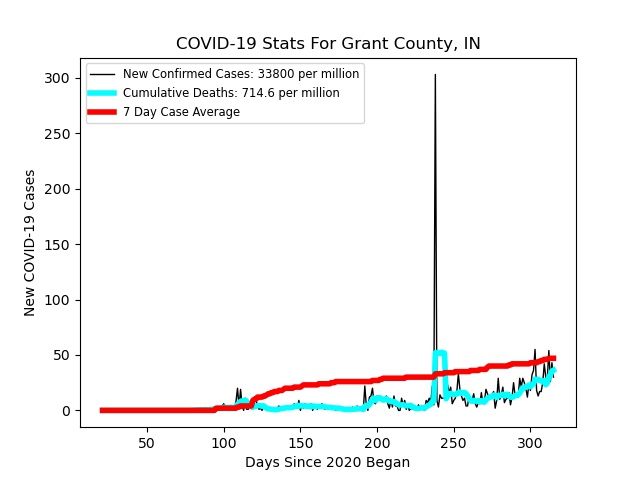 COVID-19 Stats For Grant County, IN
New Confirmed Cases: 33800 per million
Cumulative Deaths: 714.6 per million
7 Day Case Average
New COVID-19 Cases
300
250
200
150
100
50
0
50 100 150 200 250 300
Days Since 2020 Began